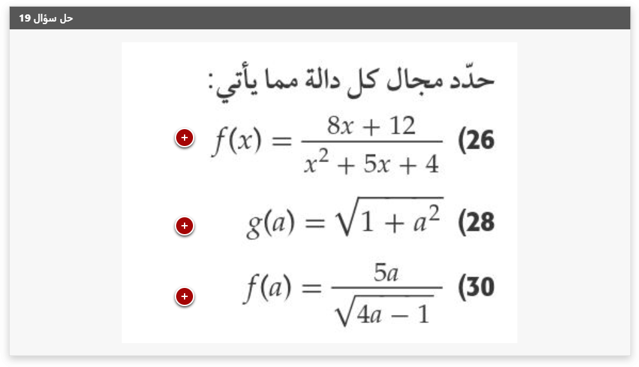 حل سؤال 19
حدّد مجال كل دالة مما يأتي:
(26 f(x) = \frac{8x + 12}{x^2 + 5x + 4}
(28 g(a) = \sqrt{1 + a^2}
(30 f(a) = \frac{5a}{\sqrt{4a - 1}}